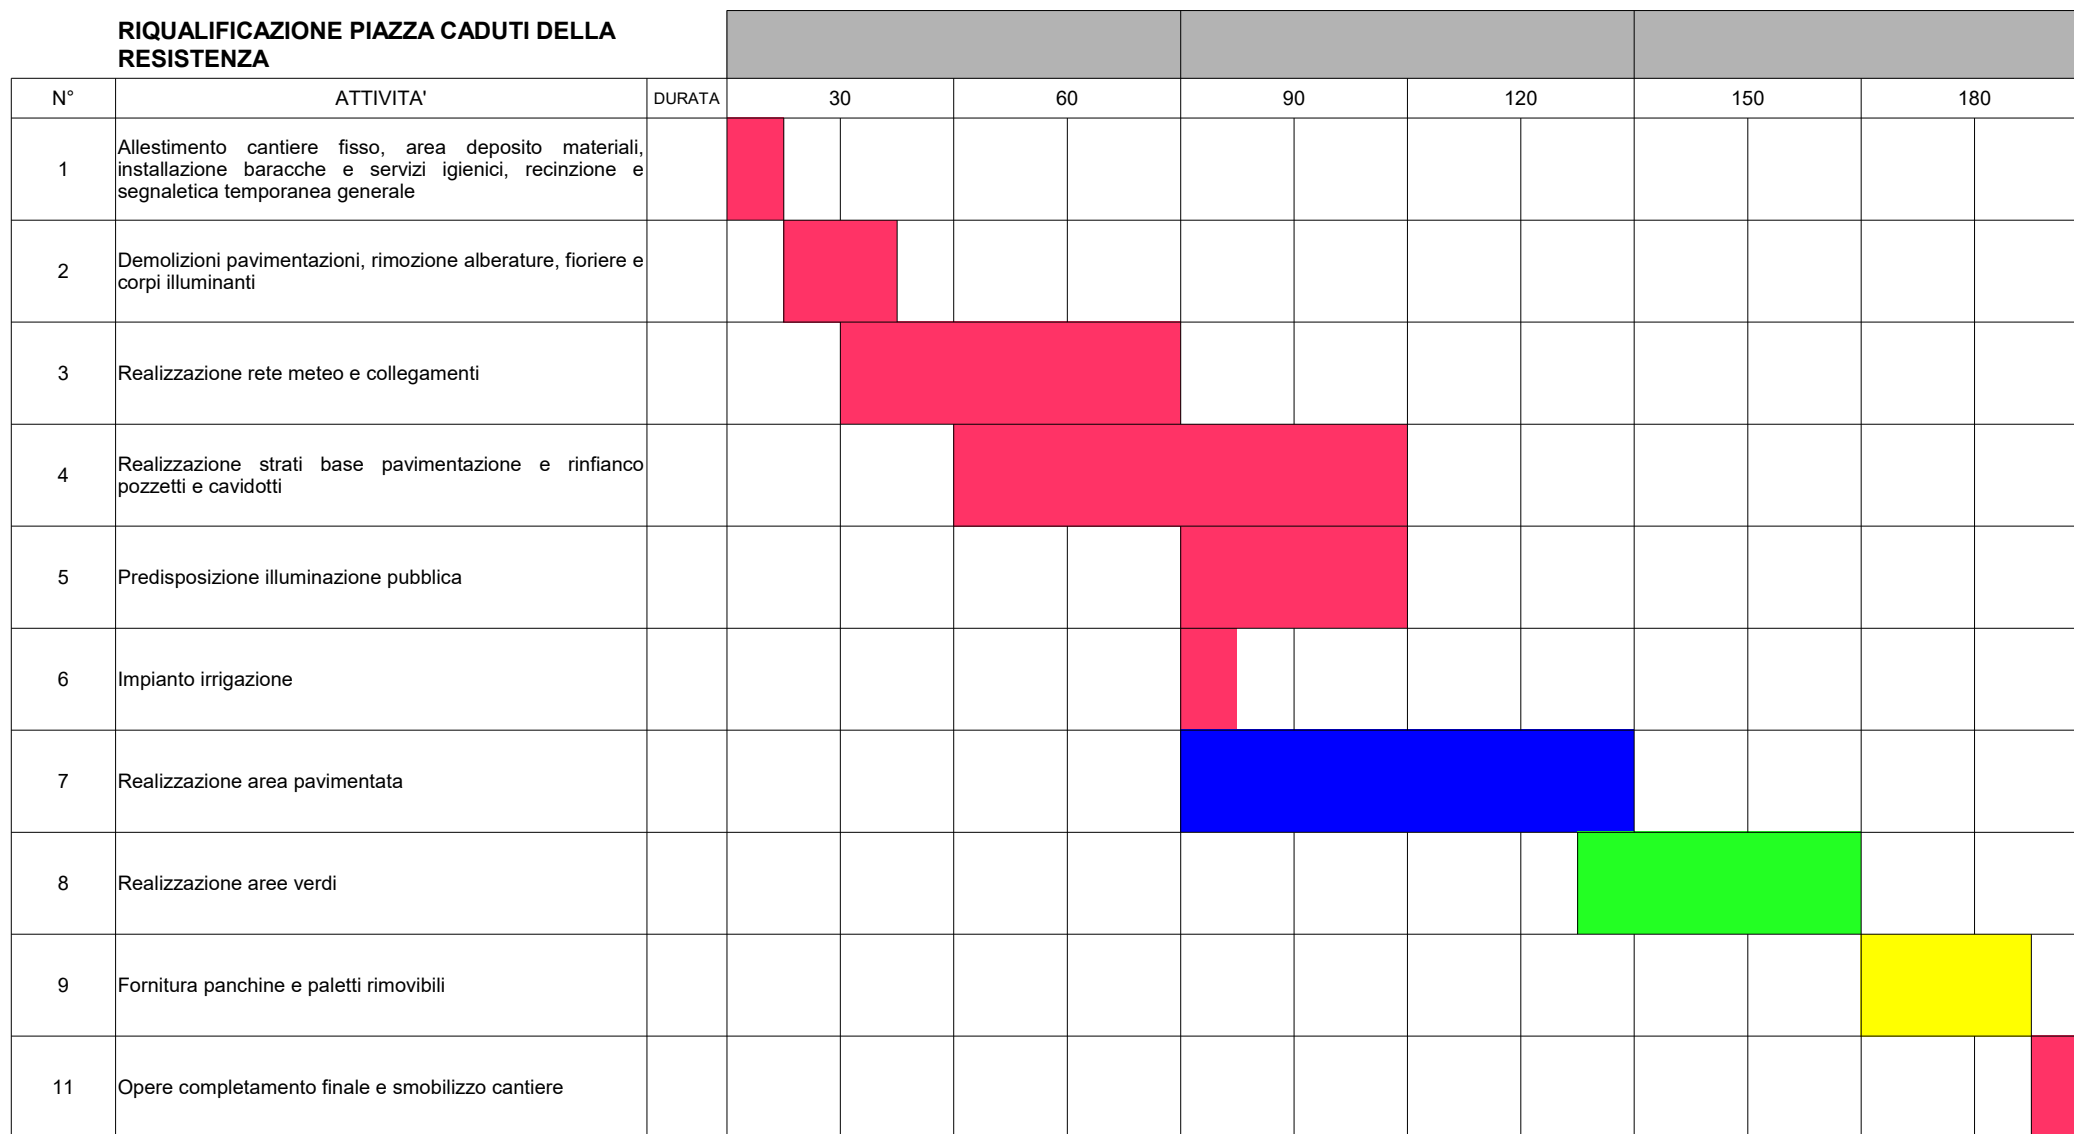 RIQUALIFICAZIONE PIAZZA CADUTI DELLA
RESISTENZA
N° ATTIVITA' DURATA 30 60 90 120 150 180
1 Allestimento cantiere fisso, area deposito materiali,
installazione baracche e servizi igienici, recinzione e
segnaletica temporanea generale
2 Demolizioni pavimentazioni, rimozione alberature, fioriere e
corpi illuminanti
3 Realizzazione rete meteo e collegamenti
4 Realizzazione strati base pavimentazione e rinfianco
pozzetti e cavidotti
5 Predisposizione illuminazione pubblica
6 Impianto irrigazione
7 Realizzazione area pavimentata
8 Realizzazione aree verdi
9 Fornitura panchine e paletti rimovibili
11 Opere completamento finale e smobilizzo cantiere